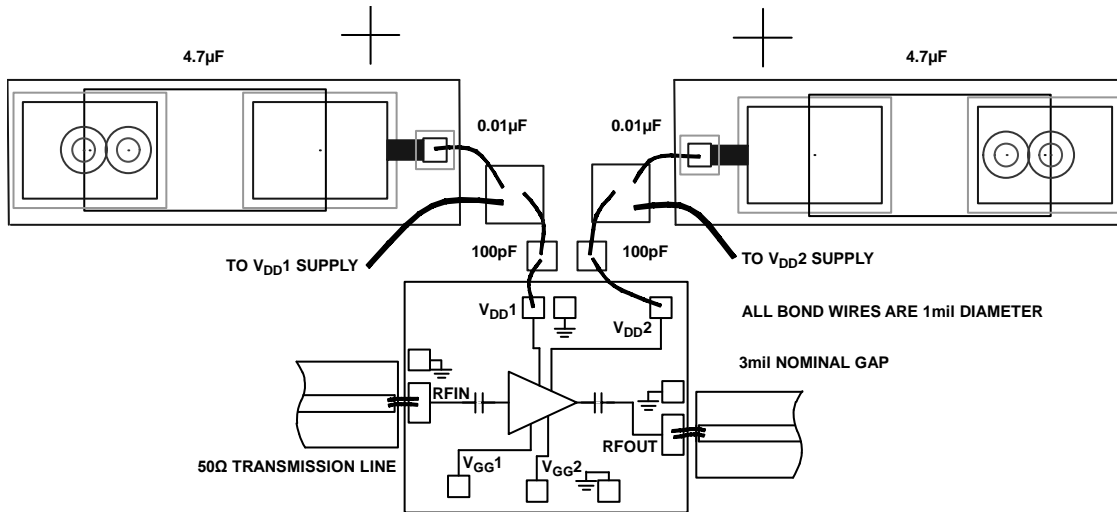 4.7µF
4.7µF
0.01µF
0.01µF
100pF
100pF
TO VDD1 SUPPLY
TO VDD2 SUPPLY
VDD1
VDD2
ALL BOND WIRES ARE 1mil DIAMETER
3mil NOMINAL GAP
RFIN
RFOUT
50Ω TRANSMISSION LINE
VGG1
VGG2